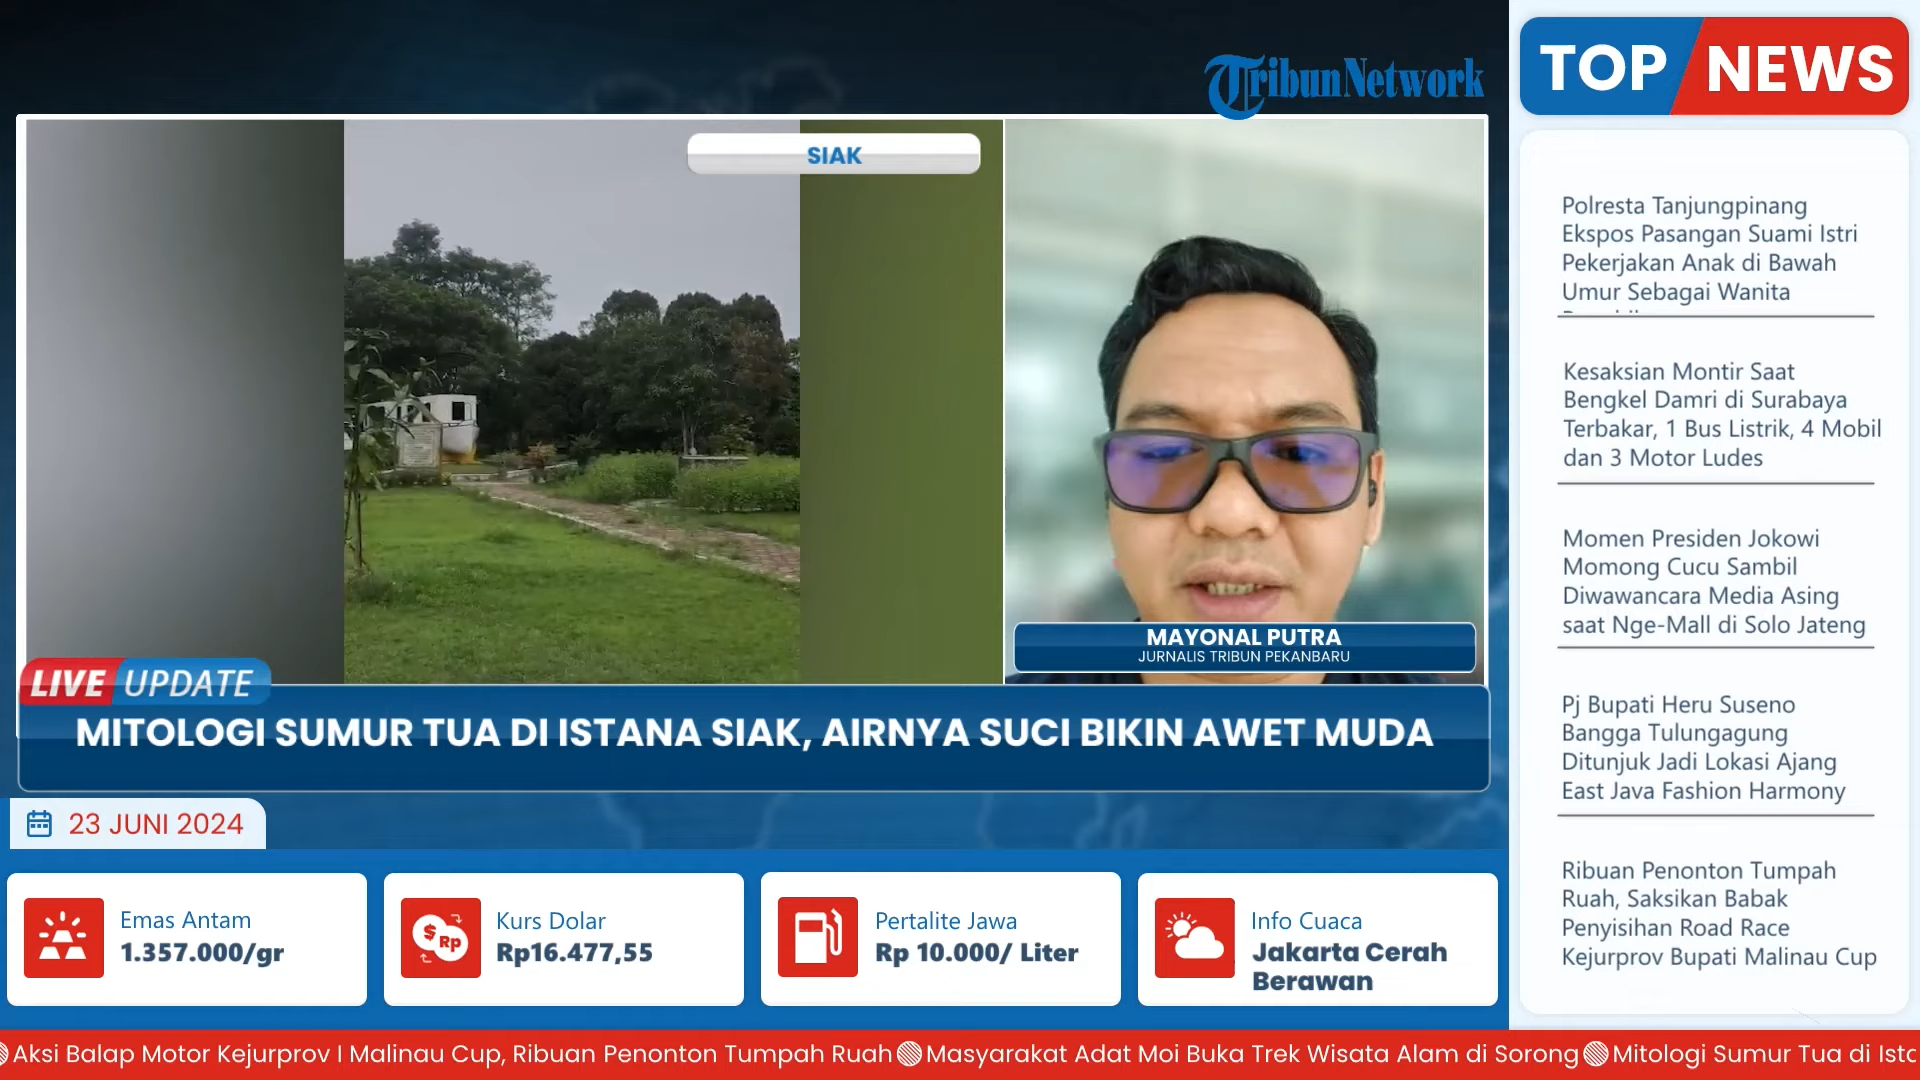 TribunNetwork
SIAK
MAYONAL PUTRA
JURNALIS TRIBUN PEKANBARU
LIVE UPDATE
MITOLOGI SUMUR TUA DI ISTANA SIAK, AIRNYA SUCI BIKIN AWET MUDA
23 JUNI 2024
Emas Antam
1.357.000/gr
Kurs Dolar
Rp16.477,55
Pertalite Jawa
Rp 10.000/ Liter
Info Cuaca
Jakarta Cerah
Berawan
TOP NEWS
Polresta Tanjungpinang
Ekspos Pasangan Suami Istri
Pekerjakan Anak di Bawah
Umur Sebagai Wanita
Kesaksian Montir Saat
Bengkel Damri di Surabaya
Terbakar, 1 Bus Listrik, 4 Mobil
dan 3 Motor Ludes
Momen Presiden Jokowi
Momong Cucu Sambil
Diwawancara Media Asing
saat Nge-Mall di Solo Jateng
Pj Bupati Heru Suseno
Bangga Tulungagung
Ditunjuk Jadi Lokasi Ajang
East Java Fashion Harmony
Ribuan Penonton Tumpah
Ruah, Saksikan Babak
Penyisihan Road Race
Kejurprov Bupati Malinau Cup
Aksi Balap Motor Kejurprov I Malinau Cup, Ribuan Penonton Tumpah Ruah Masyarakat Adat Moi Buka Trek Wisata Alam di Sorong Mitologi Sumur Tua di